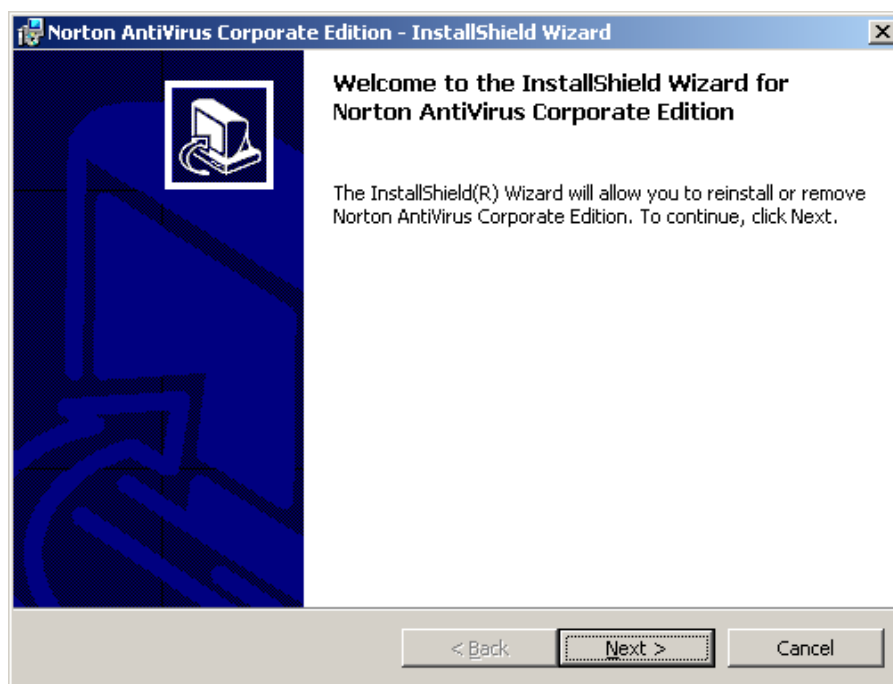 Norton AntiVirus Corporate Edition - InstallShield Wizard
Welcome to the InstallShield Wizard for
Norton AntiVirus Corporate Edition
The InstallShield(R) Wizard will allow you to reinstall or remove
Norton AntiVirus Corporate Edition. To continue, click Next.
< Back
Next >
Cancel